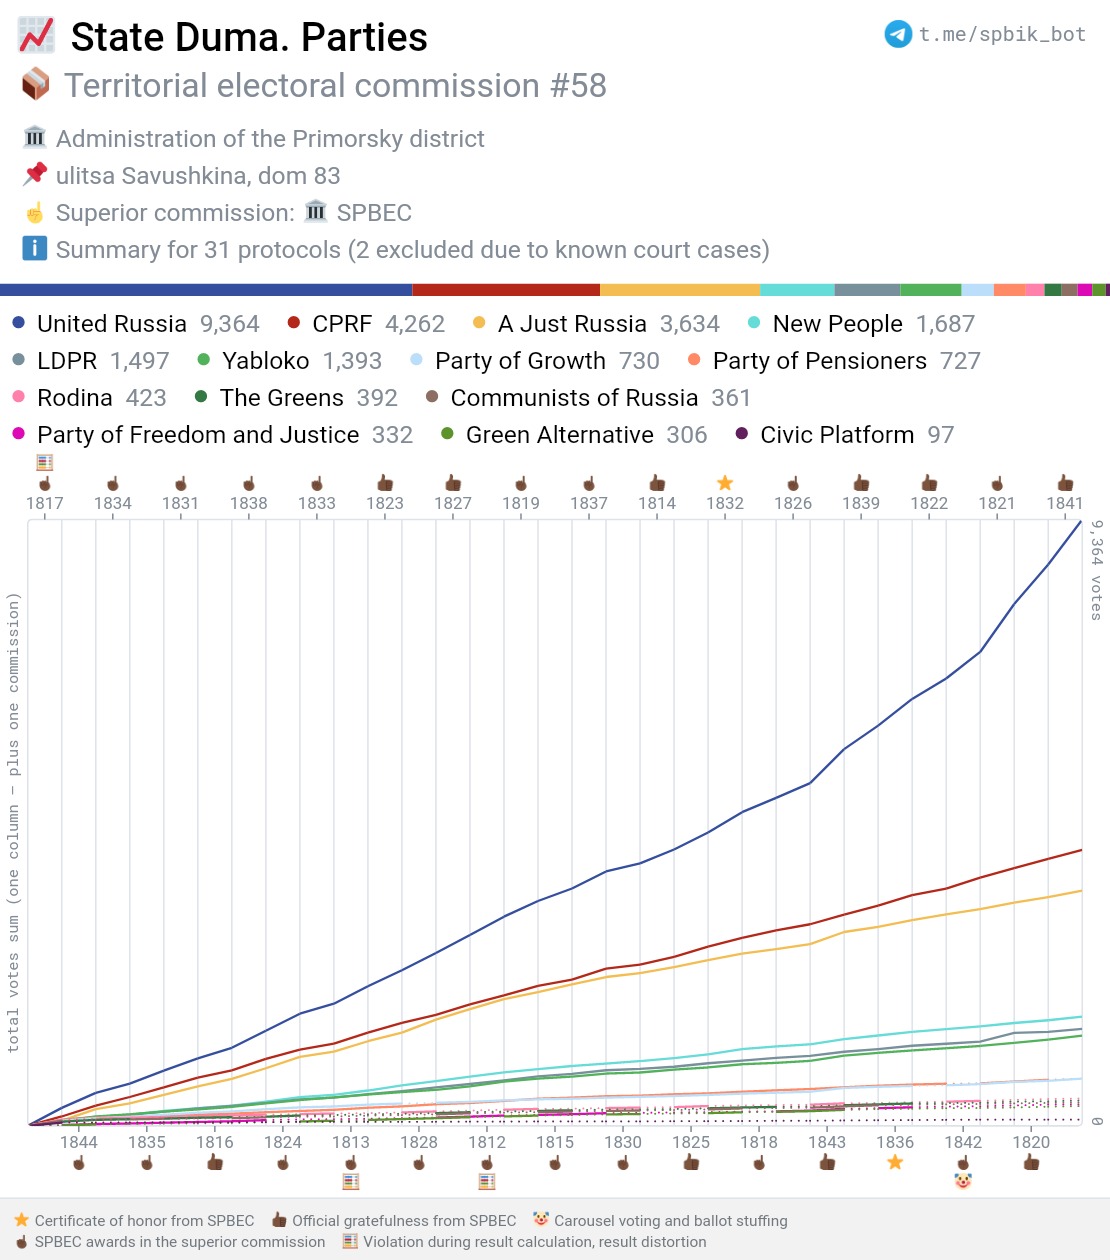 State Duma. Parties
t.me/spbik_bot
Territorial electoral commission #58
Administration of the Primorsky district
ulitsa Savushkina, dom 83
Superior commission: SPBEC
Summary for 31 protocols (2 excluded due to known court cases)
United Russia 9,364 CPRF 4,262 A Just Russia 3,634 New People 1,687
LDPR 1,497 Yabloko 1,393 Party of Growth 730 Party of Pensioners 727
Rodina 423 The Greens 392 Communists of Russia 361
Party of Freedom and Justice 332 Green Alternative 306 Civic Platform 97
1817 1834 1831 1838 1833 1823 1827 1819 1837 1814 1832 1826 1839 1822 1821 1841
9,364 votes
total votes sum (one column – plus one commission)
0
1844 1835 1816 1824 1813 1828 1812 1815 1830 1825 1818 1843 1836 1842 1820
Certificate of honor from SPBEC Official gratefulness from SPBEC Carousel voting and ballot stuffing
SPBEC awards in the superior commission Violation during result calculation, result distortion